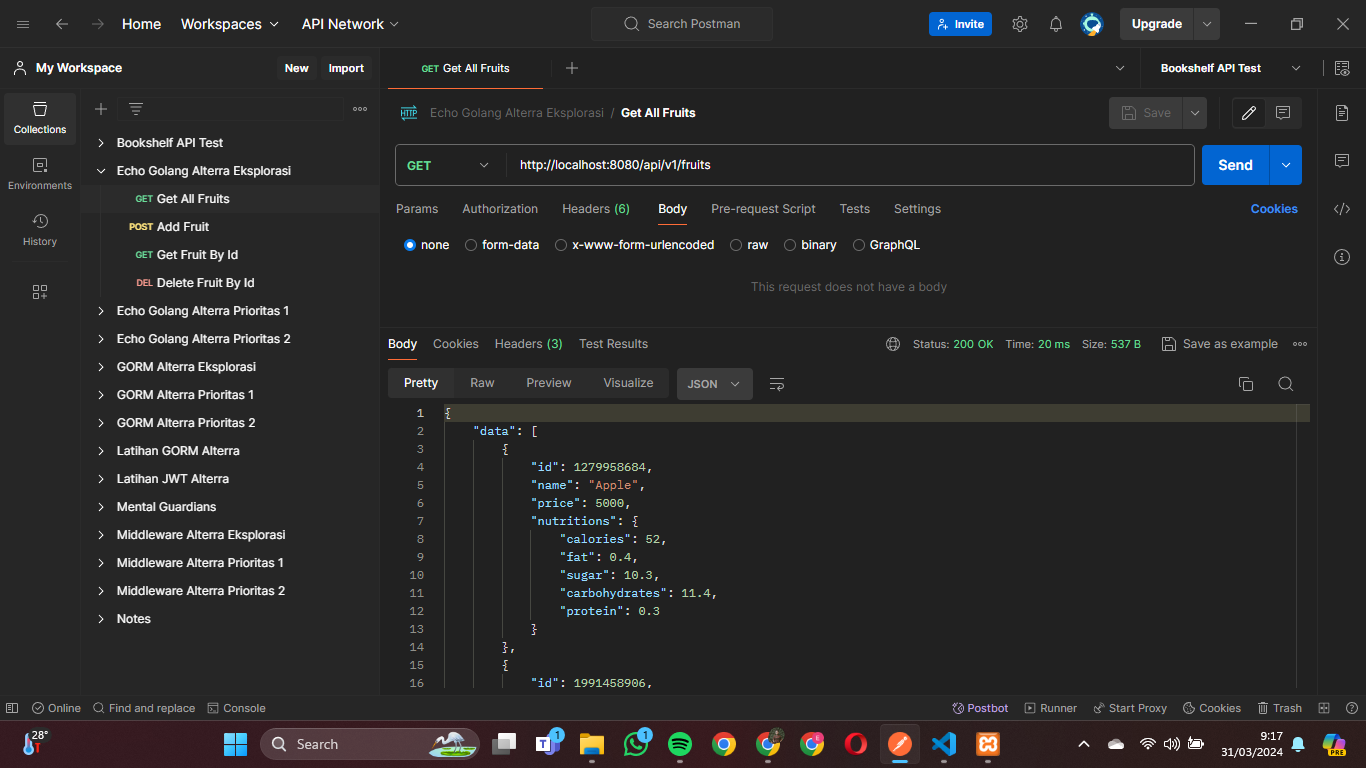 Home Workspaces API Network Search Postman Invite Upgrade
My Workspace New Import GET Get All Fruits Bookshelf API Test
Collections
Environments
History
Bookshelf API Test
Echo Golang Alterra Eksplorasi
GET Get All Fruits
POST Add Fruit
GET Get Fruit By Id
DEL Delete Fruit By Id
Echo Golang Alterra Prioritas 1
Echo Golang Alterra Prioritas 2
GORM Alterra Eksplorasi
GORM Alterra Prioritas 1
GORM Alterra Prioritas 2
Latihan GORM Alterra
Latihan JWT Alterra
Mental Guardians
Middleware Alterra Eksplorasi
Middleware Alterra Prioritas 1
Middleware Alterra Prioritas 2
Notes
HTTP Echo Golang Alterra Eksplorasi / Get All Fruits Save
GET http://localhost:8080/api/v1/fruits Send
Params Authorization Headers (6) Body Pre-request Script Tests Settings Cookies
none form-data x-www-form-urlencoded raw binary GraphQL
This request does not have a body
Body Cookies Headers (3) Test Results Status: 200 OK Time: 20 ms Size: 537 B Save as example
Pretty Raw Preview Visualize JSON
1 {
2 "data": [
3 {
4 "id": 1279958684,
5 "name": "Apple",
6 "price": 5000,
7 "nutritions": {
8 "calories": 52,
9 "fat": 0.4,
10 "sugar": 10.3,
11 "carbohydrates": 11.4,
12 "protein": 0.3
13 }
14 },
15 {
16 "id": 1991458906,
Online Find and replace Console Postbot Runner Start Proxy Cookies Trash
28° Search 1 1 9:17
31/03/2024 PRE